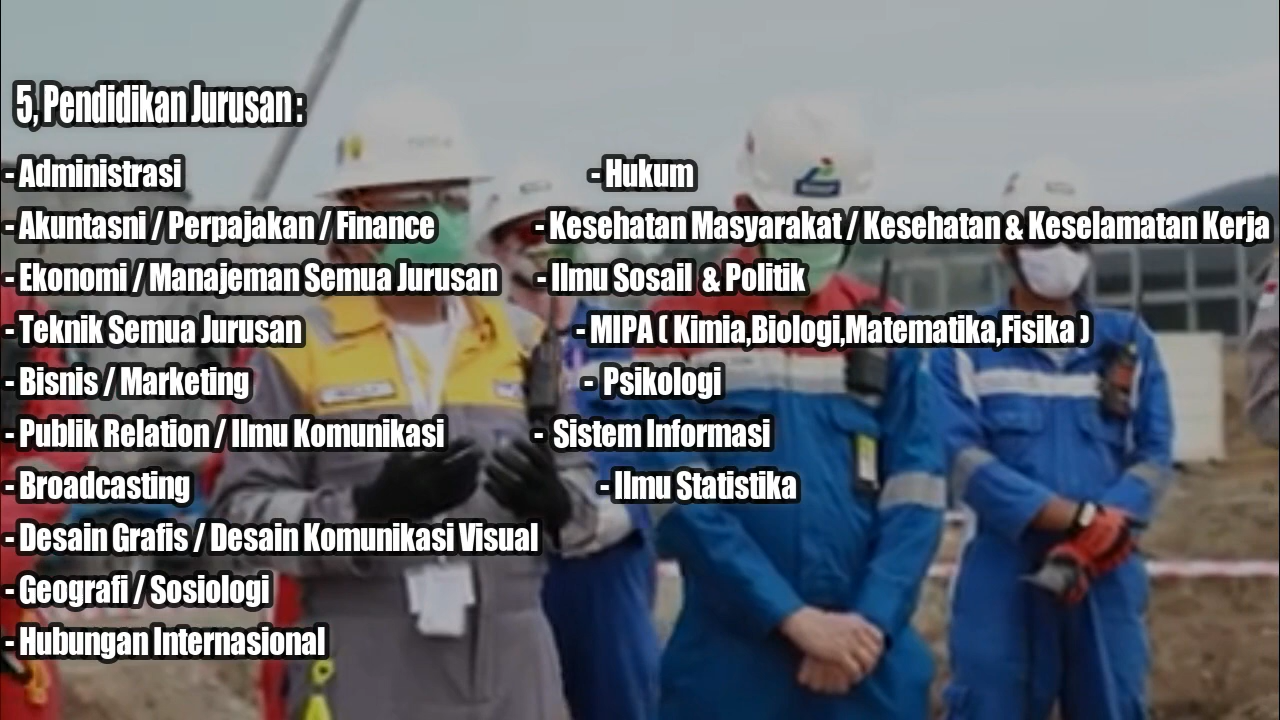 5, Pendidikan Jurusan :
- Administrasi
- Akuntasni / Perpajakan / Finance
- Ekonomi / Manajeman Semua Jurusan
- Teknik Semua Jurusan
- Bisnis / Marketing
- Publik Relation / Ilmu Komunikasi
- Broadcasting
- Desain Grafis / Desain Komunikasi Visual
- Geografi / Sosiologi
- Hubungan Internasional
- Hukum
- Kesehatan Masyarakat / Kesehatan & Keselamatan Kerja
- Ilmu Sosail & Politik
- MIPA ( Kimia,Biologi,Matematika,Fisika )
- Psikologi
- Sistem Informasi
- Ilmu Statistika